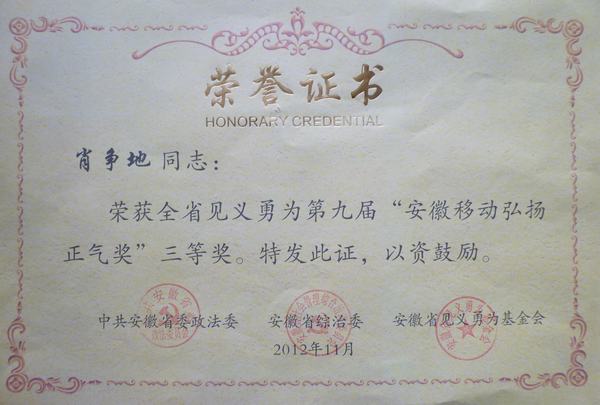 荣誉证书
HONORARY CREDENTIAL
肖争地同志：
荣获全省见义勇为第九届“安徽移动弘扬
正气奖”三等奖。特发此证，以资鼓励。
中共安徽省委政法委 安徽省综治委 安徽省见义勇为基金会
2012年11月